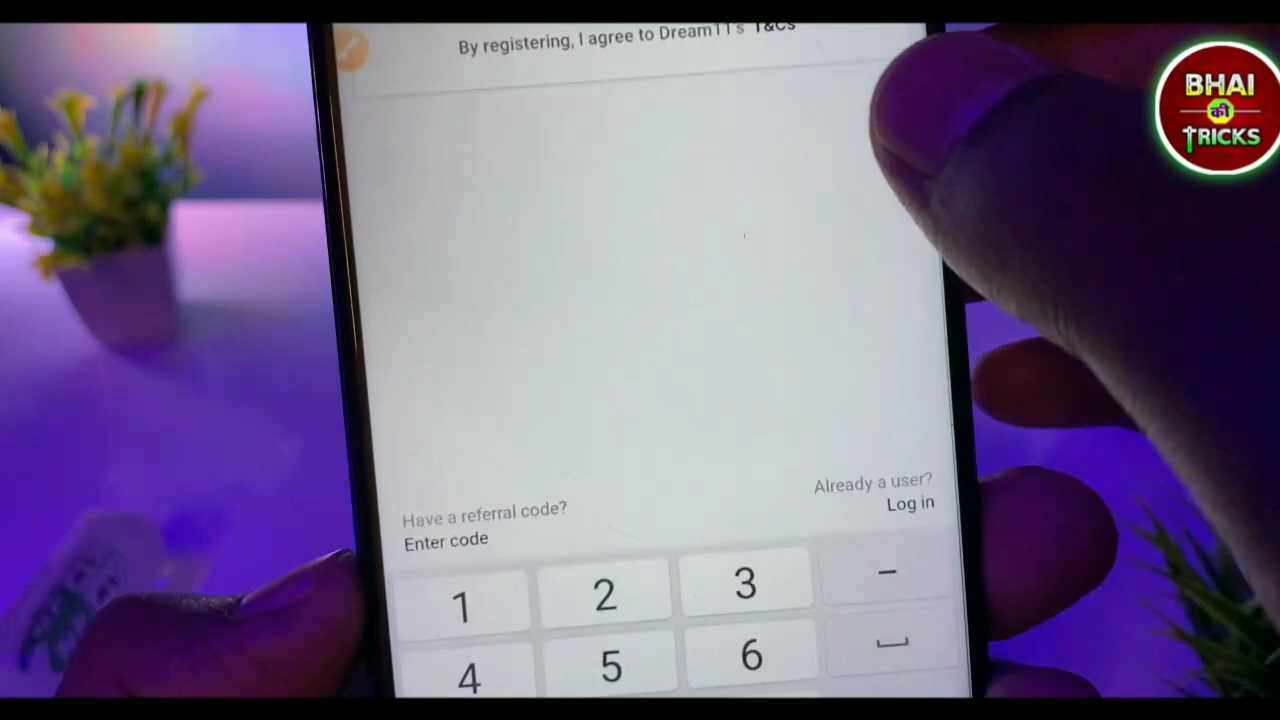 By registering, I agree to Dream11's T&Cs
BHAI
की
TRICKS
Already a user?
Log in
Have a referral code?
Enter code
1 2 3 -
4 5 6